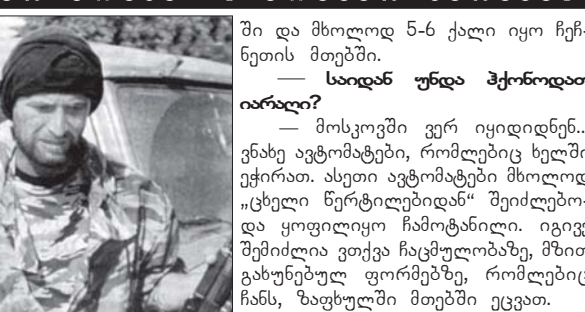 ში და მხოლოდ 5-6 ქალი იყო ჩეჩ-
ნეთის მთებში.
— საიდან უნდა ჰქონოდათ
იარაღი?
— მოსკოვში ვერ იყიდიდნენ..
ვნახე ავტომატები, რომლებიც ხელში
ეჭირათ. ასეთი ავტომატები მხოლოდ
„ცხელი წერტილებიდან“ შეიძლებო-
და ყოფილიყო ჩამოტანილი. იგივე
შემიძლია ვთქვა ჩაცმულობაზე, მზით
გახუნებულ ფორმებზე, რომლებიც
ჩანს, ზაფხულში მთებში ეცვათ.